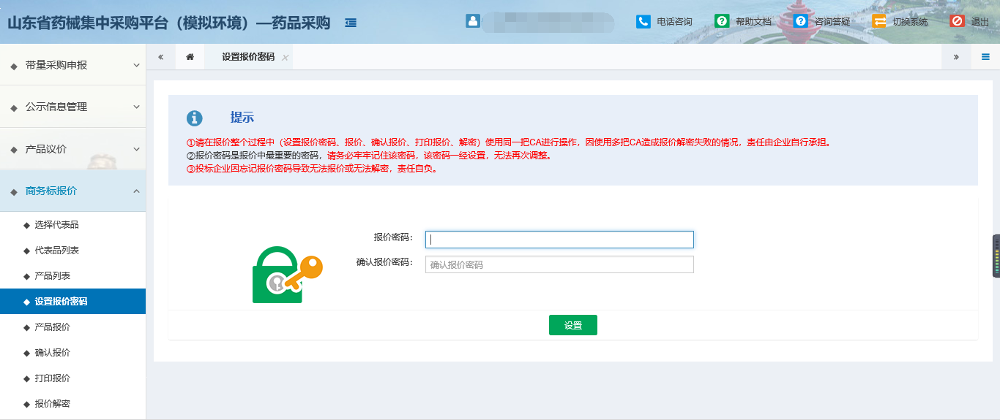 山东省药械集中采购平台（模拟环境）—药品采购
电话咨询
帮助文档
咨询答疑
切换系统
退出
带量采购申报
公示信息管理
产品议价
商务标报价
选择代表品
代表品列表
产品列表
设置报价密码
产品报价
确认报价
打印报价
报价解密
设置报价密码
提示
①请在报价整个过程中（设置报价密码、报价、确认报价、打印报价、解密）使用同一把CA进行操作，因使用多把CA造成报价解密失败的情况，责任由企业自行承担。
②报价密码是报价中最重要的密码，请务必牢牢记住该密码，该密码一经设置，无法再次调整。
③投标企业因忘记报价密码导致无法报价或无法解密，责任自负。
报价密码：
确认报价密码：
确认报价密码
设置